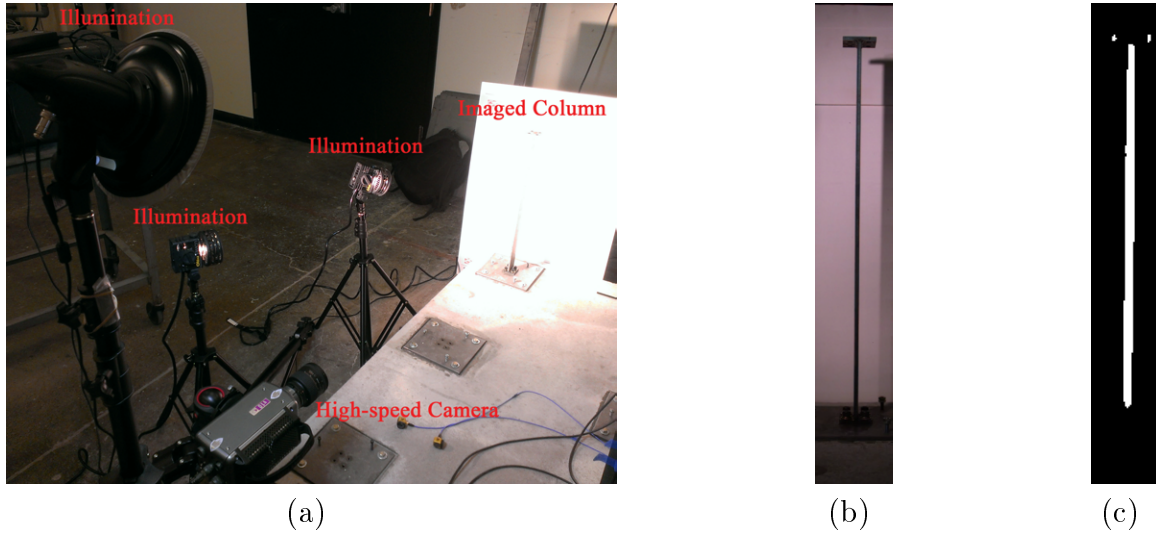 Illumination
Imaged Column
Illumination
Illumination
High-speed Camera
(a)
(b)
(c)